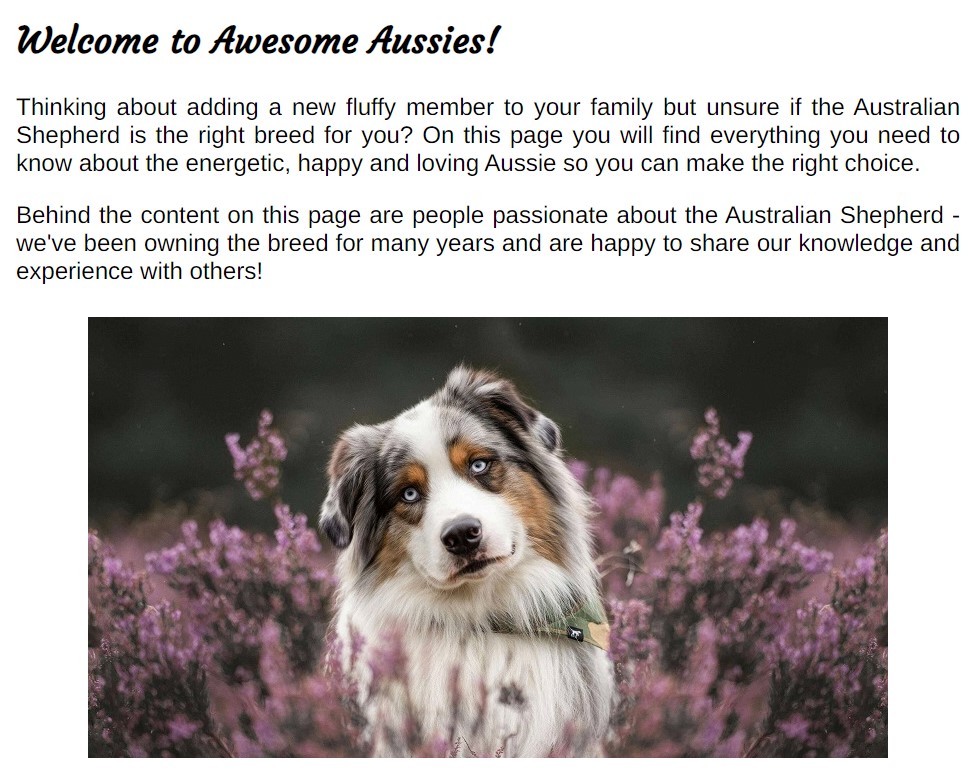 Welcome to Awesome Aussies!
Thinking about adding a new fluffy member to your family but unsure if the Australian
Shepherd is the right breed for you? On this page you will find everything you need to
know about the energetic, happy and loving Aussie so you can make the right choice.
Behind the content on this page are people passionate about the Australian Shepherd -
we've been owning the breed for many years and are happy to share our knowledge and
experience with others!